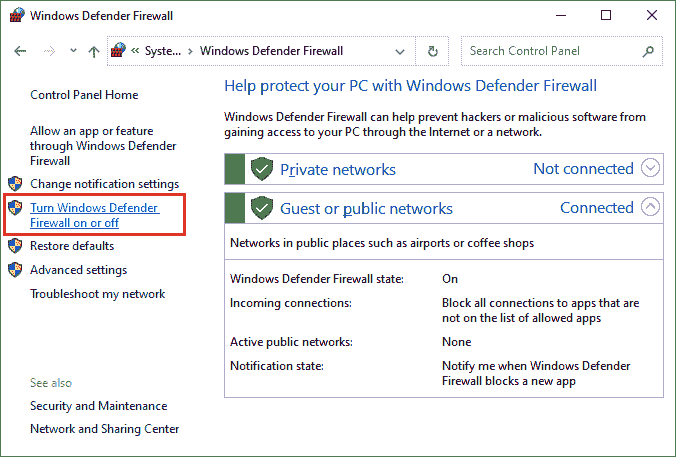 Windows Defender Firewall
« Syste... › Windows Defender Firewall
Search Control Panel
Control Panel Home
Allow an app or feature
through Windows Defender
Firewall
Change notification settings
Turn Windows Defender
Firewall on or off
Restore defaults
Advanced settings
Troubleshoot my network
See also
Security and Maintenance
Network and Sharing Center
Help protect your PC with Windows Defender Firewall
Windows Defender Firewall can help prevent hackers or malicious software from
gaining access to your PC through the Internet or a network.
Private networks Not connected
Guest or public networks Connected
Networks in public places such as airports or coffee shops
Windows Defender Firewall state: On
Incoming connections: Block all connections to apps that are
not on the list of allowed apps
Active public networks: None
Notification state: Notify me when Windows Defender
Firewall blocks a new app